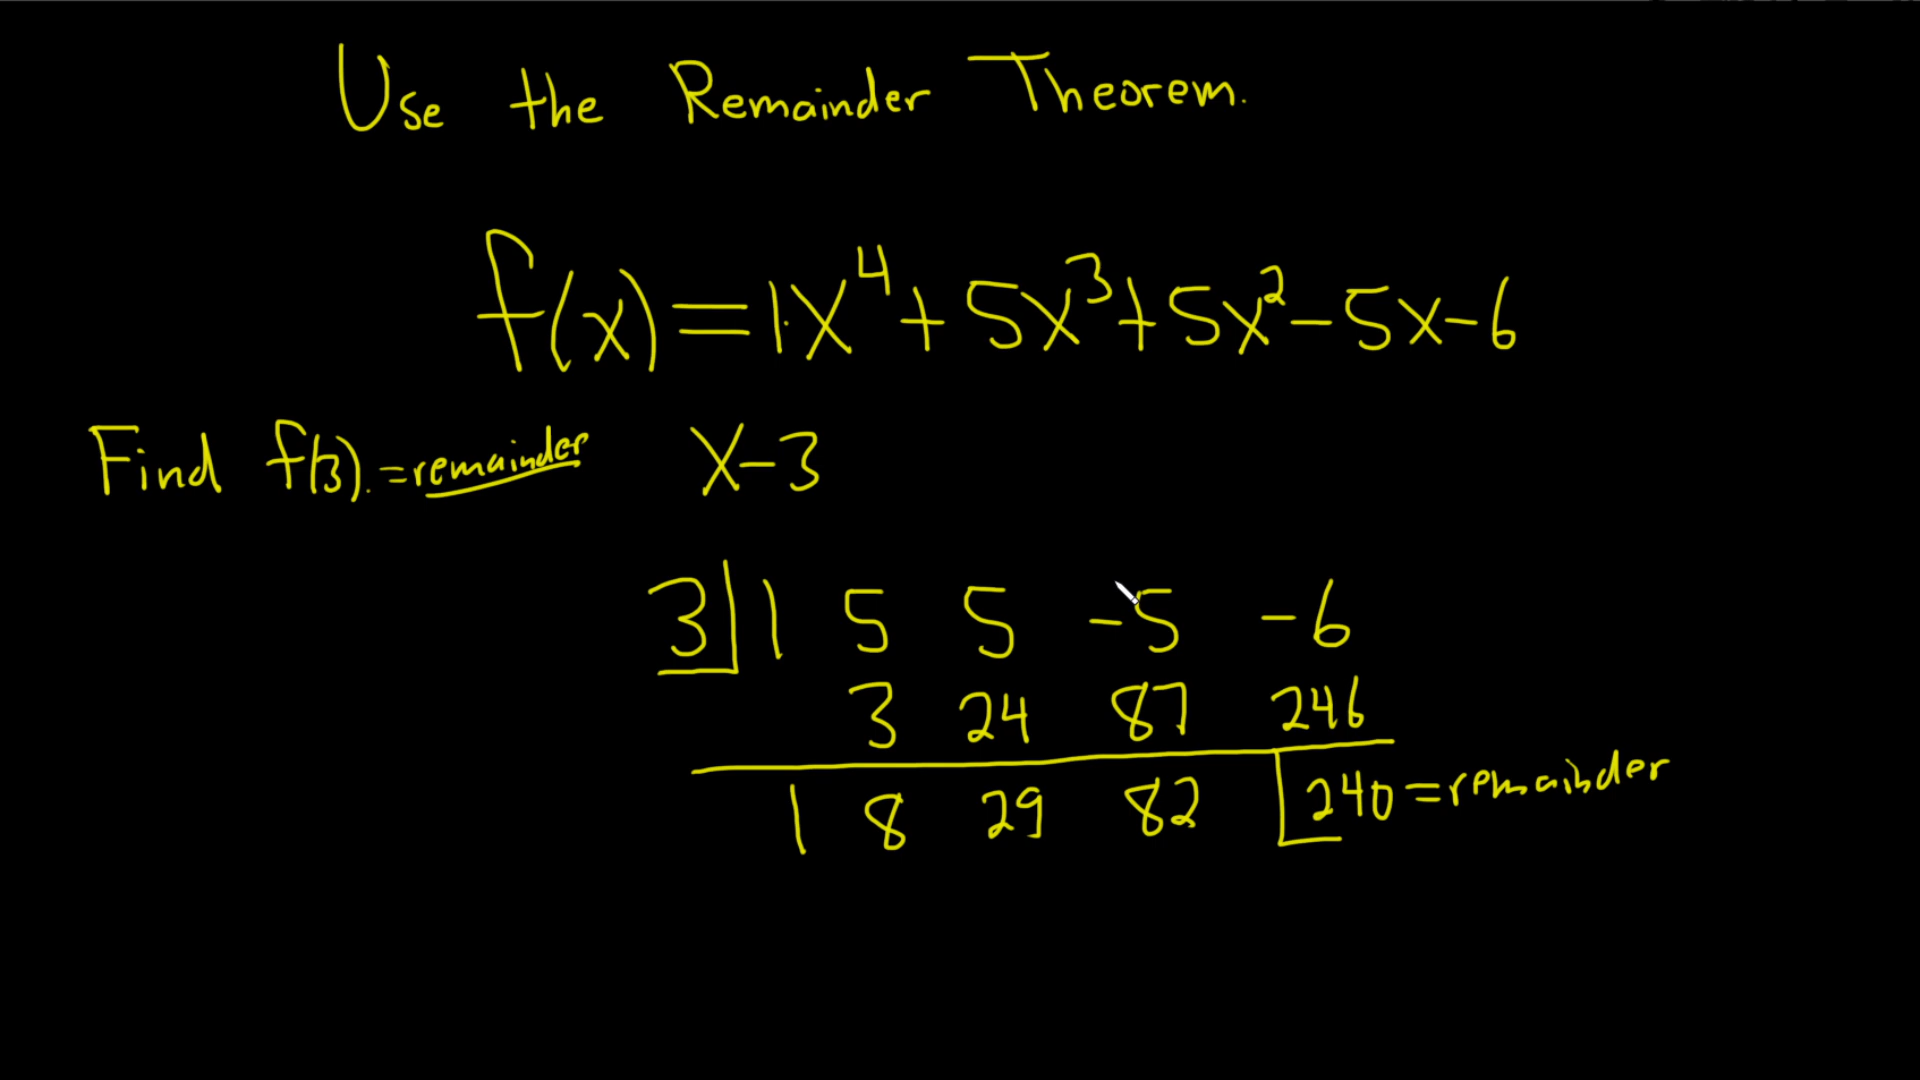 Use the Remainder Theorem.
f(x)=1·x⁴+5x³+5x²-5x-6
Find f(3).=remainder x-3
3 1 5 5 -5 -6
3 24 87 246
1 8 29 82 240=remainder